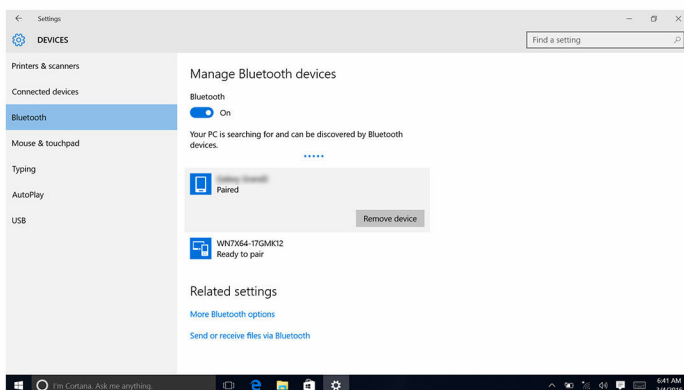 Settings
DEVICES
Find a setting
Printers & scanners
Connected devices
Bluetooth
Mouse & touchpad
Typing
AutoPlay
USB
Manage Bluetooth devices
Bluetooth
On
Your PC is searching for and can be discovered by Bluetooth
devices.
Paired
Remove device
WN7X64-17GMK12
Ready to pair
Related settings
More Bluetooth options
Send or receive files via Bluetooth
I'm Cortana. Ask me anything.
6:41 AM
3/4/2016